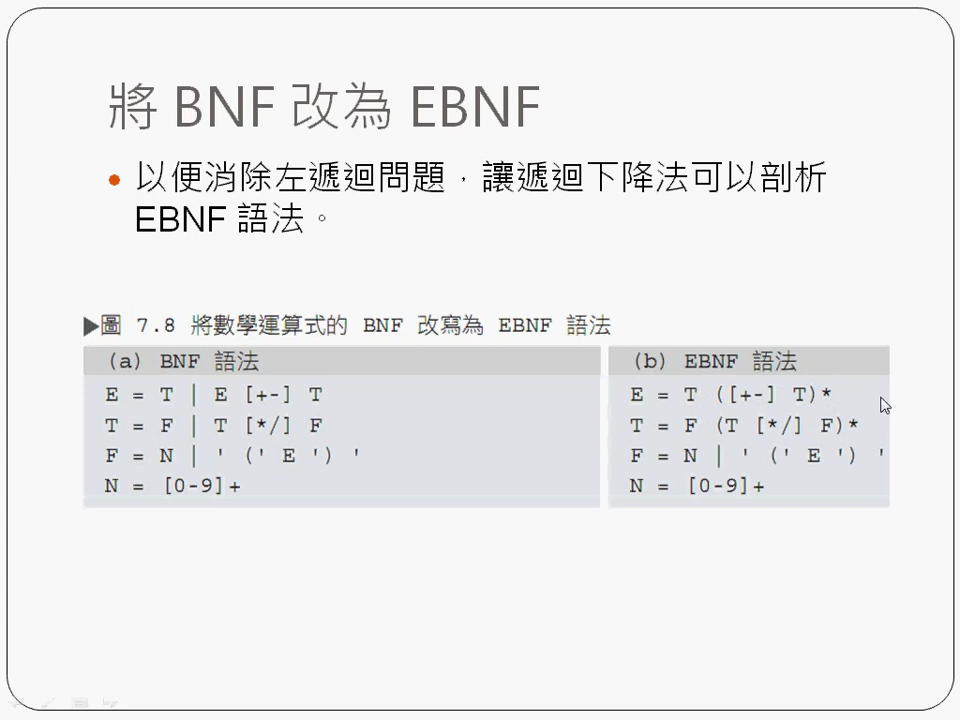 將 BNF 改為 EBNF
• 以便消除左遞迴問題，讓遞迴下降法可以剖析
EBNF 語法。
▶圖 7.8 將數學運算式的 BNF 改寫為 EBNF 語法
(a) BNF 語法
E = T | E [+-] T
T = F | T [*/] F
F = N | ' (' E ') '
N = [0-9]+
(b) EBNF 語法
E = T ([+-] T)*
T = F (T [*/] F)*
F = N | ' (' E ') '
N = [0-9]+